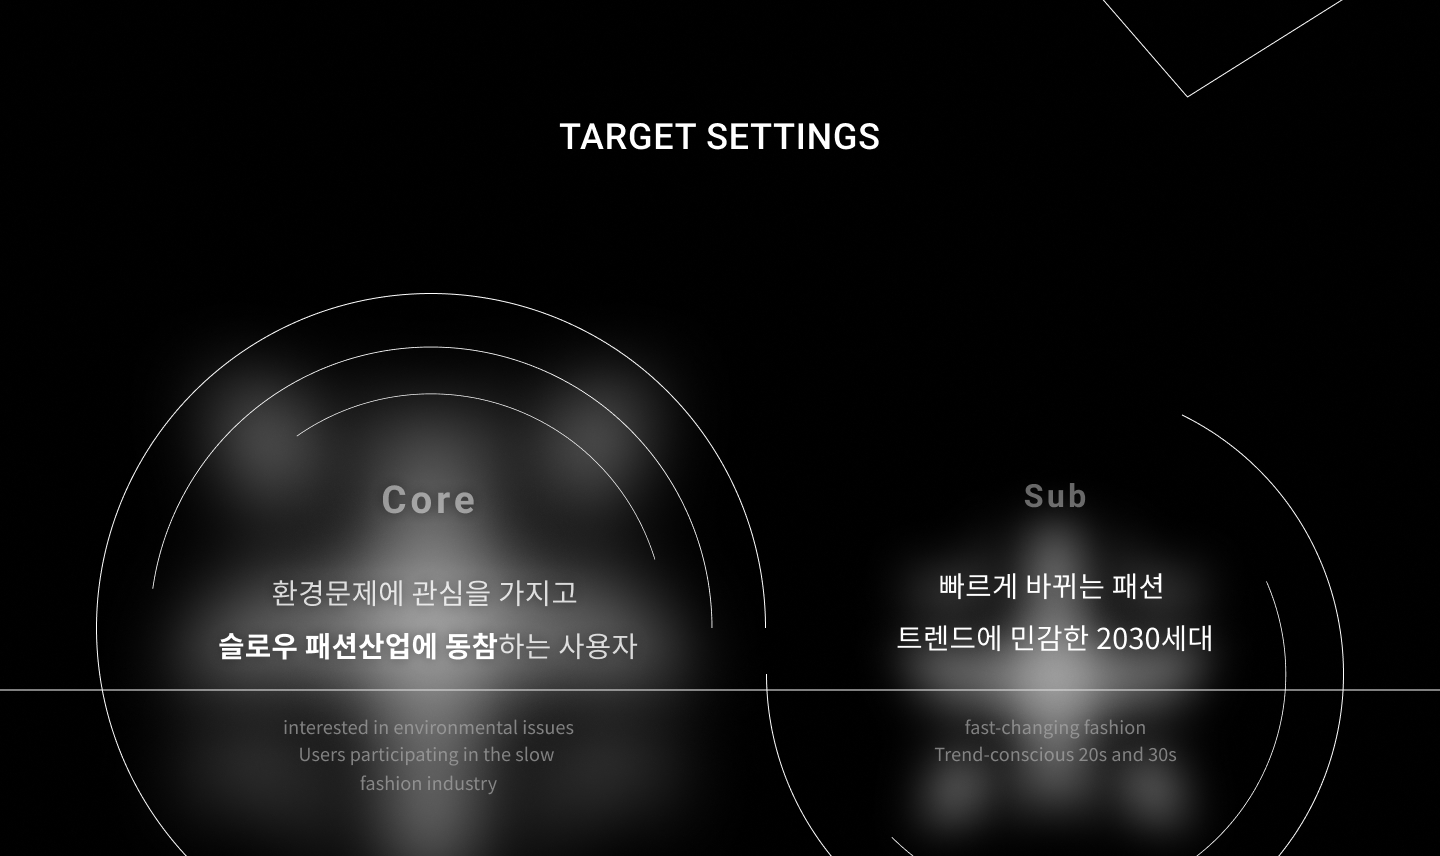 TARGET SETTINGS
Core
환경문제에 관심을 가지고
슬로우 패션산업에 동참하는 사용자
interested in environmental issues
Users participating in the slow
fashion industry
Sub
빠르게 바뀌는 패션
트렌드에 민감한 2030세대
fast-changing fashion
Trend-conscious 20s and 30s